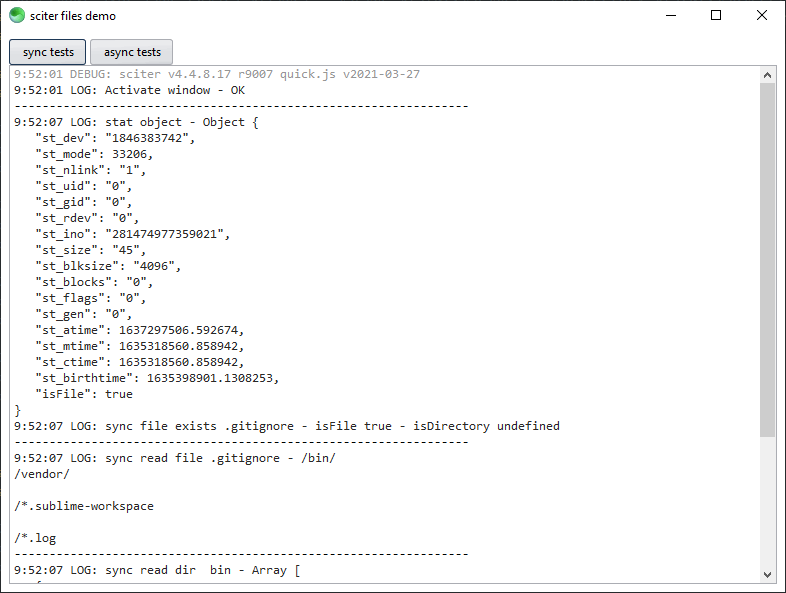 sciter files demo
sync tests async tests
9:52:01 DEBUG: sciter v4.4.8.17 r9007 quick.js v2021-03-27
9:52:01 LOG: Activate window - OK
-----------------------------------------------------------------
9:52:07 LOG: stat object - Object {
   "st_dev": "1846383742",
   "st_mode": 33206,
   "st_nlink": "1",
   "st_uid": "0",
   "st_gid": "0",
   "st_rdev": "0",
   "st_ino": "281474977359021",
   "st_size": "45",
   "st_blksize": "4096",
   "st_blocks": "0",
   "st_flags": "0",
   "st_gen": "0",
   "st_atime": 1637297506.592674,
   "st_mtime": 1635318560.858942,
   "st_ctime": 1635318560.858942,
   "st_birthtime": 1635398901.1308253,
   "isFile": true
}
9:52:07 LOG: sync file exists .gitignore - isFile true - isDirectory undefined
-----------------------------------------------------------------
9:52:07 LOG: sync read file .gitignore - /bin/
/vendor/
/*.sublime-workspace
/*.log
-----------------------------------------------------------------
9:52:07 LOG: sync read dir  bin - Array [